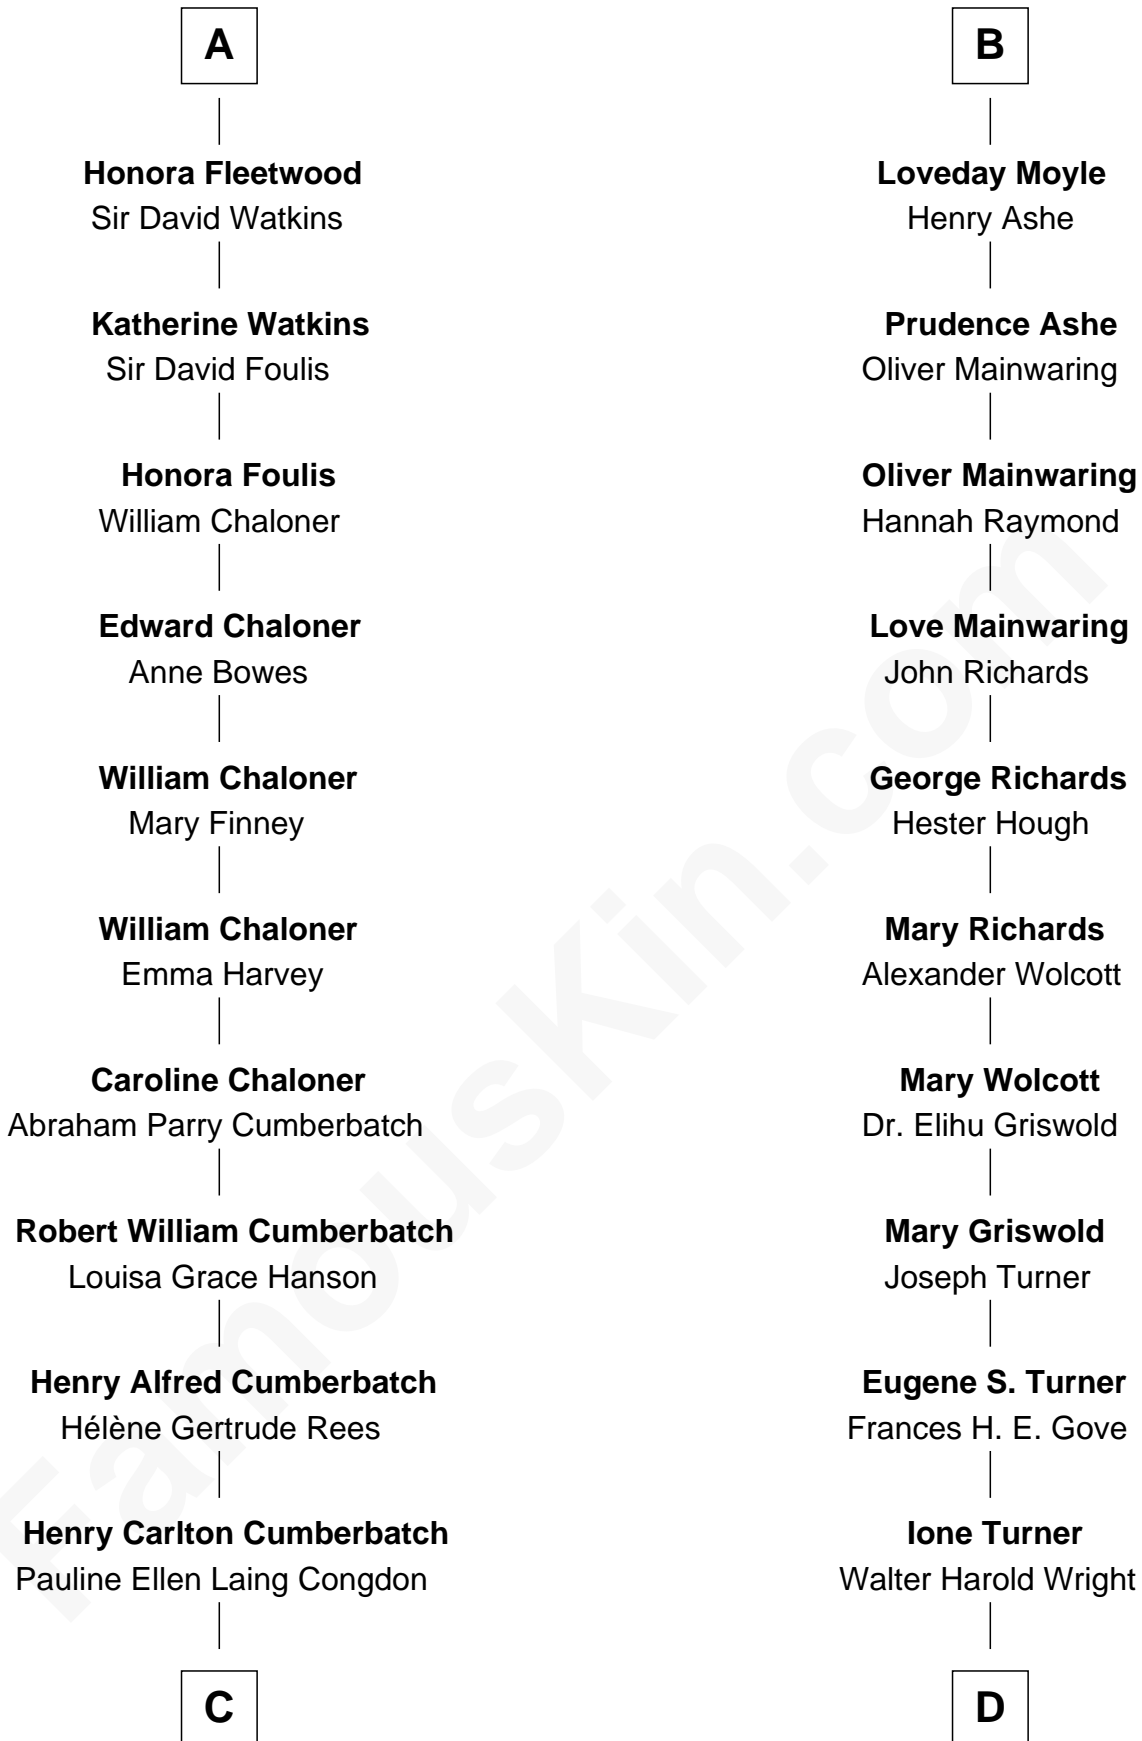 A
Honora Fleetwood
Sir David Watkins
Katherine Watkins
Sir David Foulis
Honora Foulis
William Chaloner
Edward Chaloner
Anne Bowes
William Chaloner
Mary Finney
William Chaloner
Emma Harvey
Caroline Chaloner
Abraham Parry Cumberbatch
Robert William Cumberbatch
Louisa Grace Hanson
Henry Alfred Cumberbatch
Hélène Gertrude Rees
Henry Carlton Cumberbatch
Pauline Ellen Laing Congdon
C
B
Loveday Moyle
Henry Ashe
Prudence Ashe
Oliver Mainwaring
Oliver Mainwaring
Hannah Raymond
Love Mainwaring
John Richards
George Richards
Hester Hough
Mary Richards
Alexander Wolcott
Mary Wolcott
Dr. Elihu Griswold
Mary Griswold
Joseph Turner
Eugene S. Turner
Frances H. E. Gove
Ione Turner
Walter Harold Wright
D
FamousKin.com